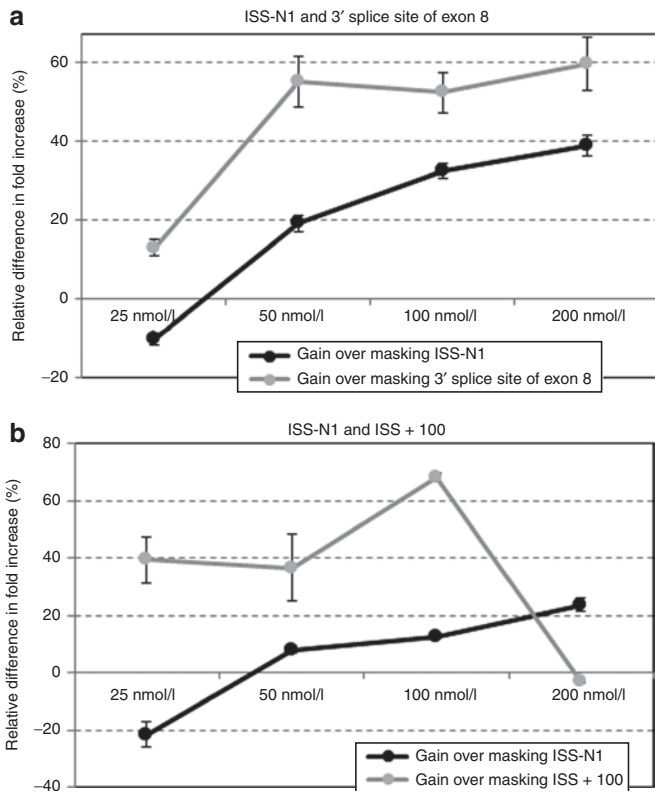 a
ISS-N1 and 3′ splice site of exon 8
Relative difference in fold increase (%)
60
40
20
0
–20
25 nmol/l
50 nmol/l
100 nmol/l
200 nmol/l
Gain over masking ISS-N1
Gain over masking 3′ splice site of exon 8
b
ISS-N1 and ISS + 100
Relative difference in fold increase (%)
80
60
40
20
0
–20
–40
25 nmol/l
50 nmol/l
100 nmol/l
200 nmol/l
Gain over masking ISS-N1
Gain over masking ISS + 100